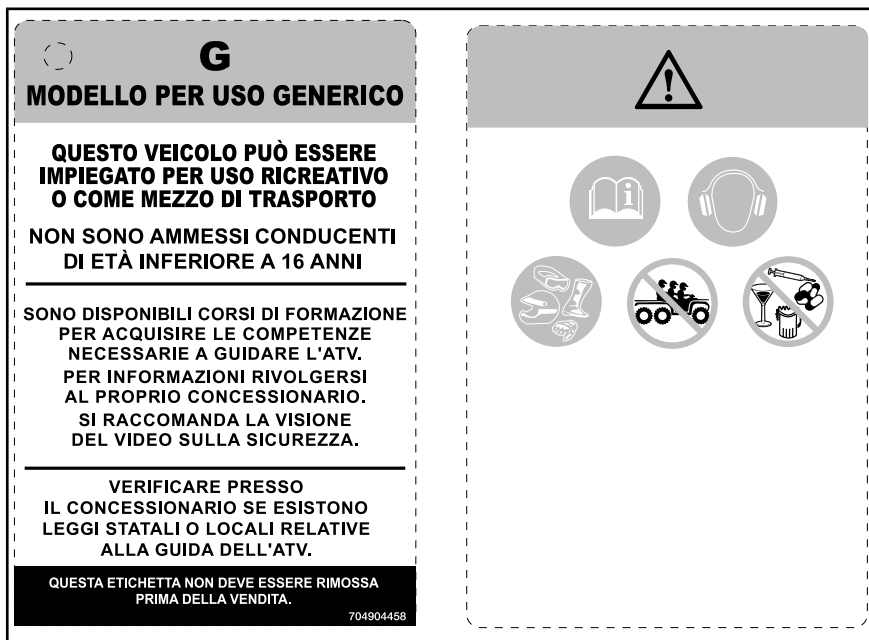 G
MODELLO PER USO GENERICO
QUESTO VEICOLO PUÒ ESSERE
IMPIEGATO PER USO RICREATIVO
O COME MEZZO DI TRASPORTO
NON SONO AMMESSI CONDUCENTI
DI ETÀ INFERIORE A 16 ANNI
SONO DISPONIBILI CORSI DI FORMAZIONE
PER ACQUISIRE LE COMPETENZE
NECESSARIE A GUIDARE L'ATV.
PER INFORMAZIONI RIVOLGERSI
AL PROPRIO CONCESSIONARIO.
SI RACCOMANDA LA VISIONE
DEL VIDEO SULLA SICUREZZA.
VERIFICARE PRESSO
IL CONCESSIONARIO SE ESISTONO
LEGGI STATALI O LOCALI RELATIVE
ALLA GUIDA DELL'ATV.
QUESTA ETICHETTA NON DEVE ESSERE RIMOSSA
PRIMA DELLA VENDITA.
704904458